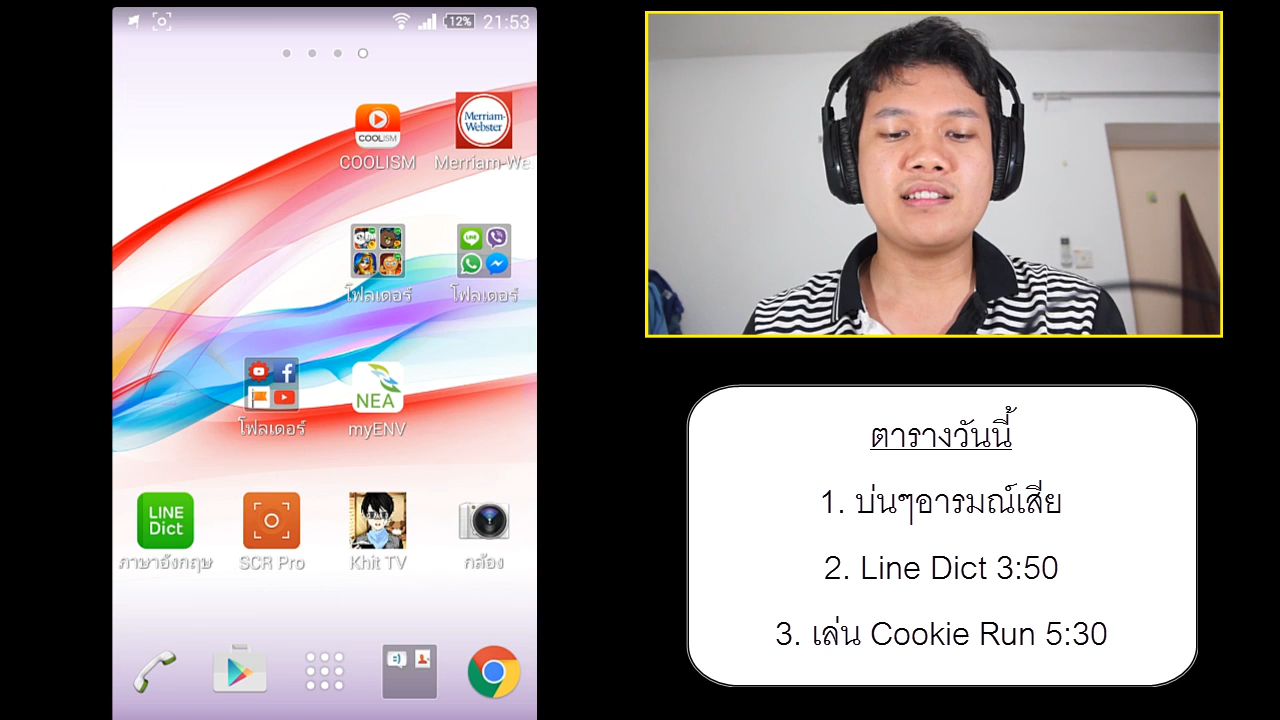 12% 21:53
COOLISM
Merriam-Webster
COOLISM Merriam-We
โฟลเดอร์ โฟลเดอร์
NEA
โฟลเดอร์ myENV
LINE Dict
ภาษาอังกฤษ SCR Pro Khit TV กล้อง
ตารางวันนี้
1. บ่นๆอารมณ์เสีย
2. Line Dict 3:50
3. เล่น Cookie Run 5:30